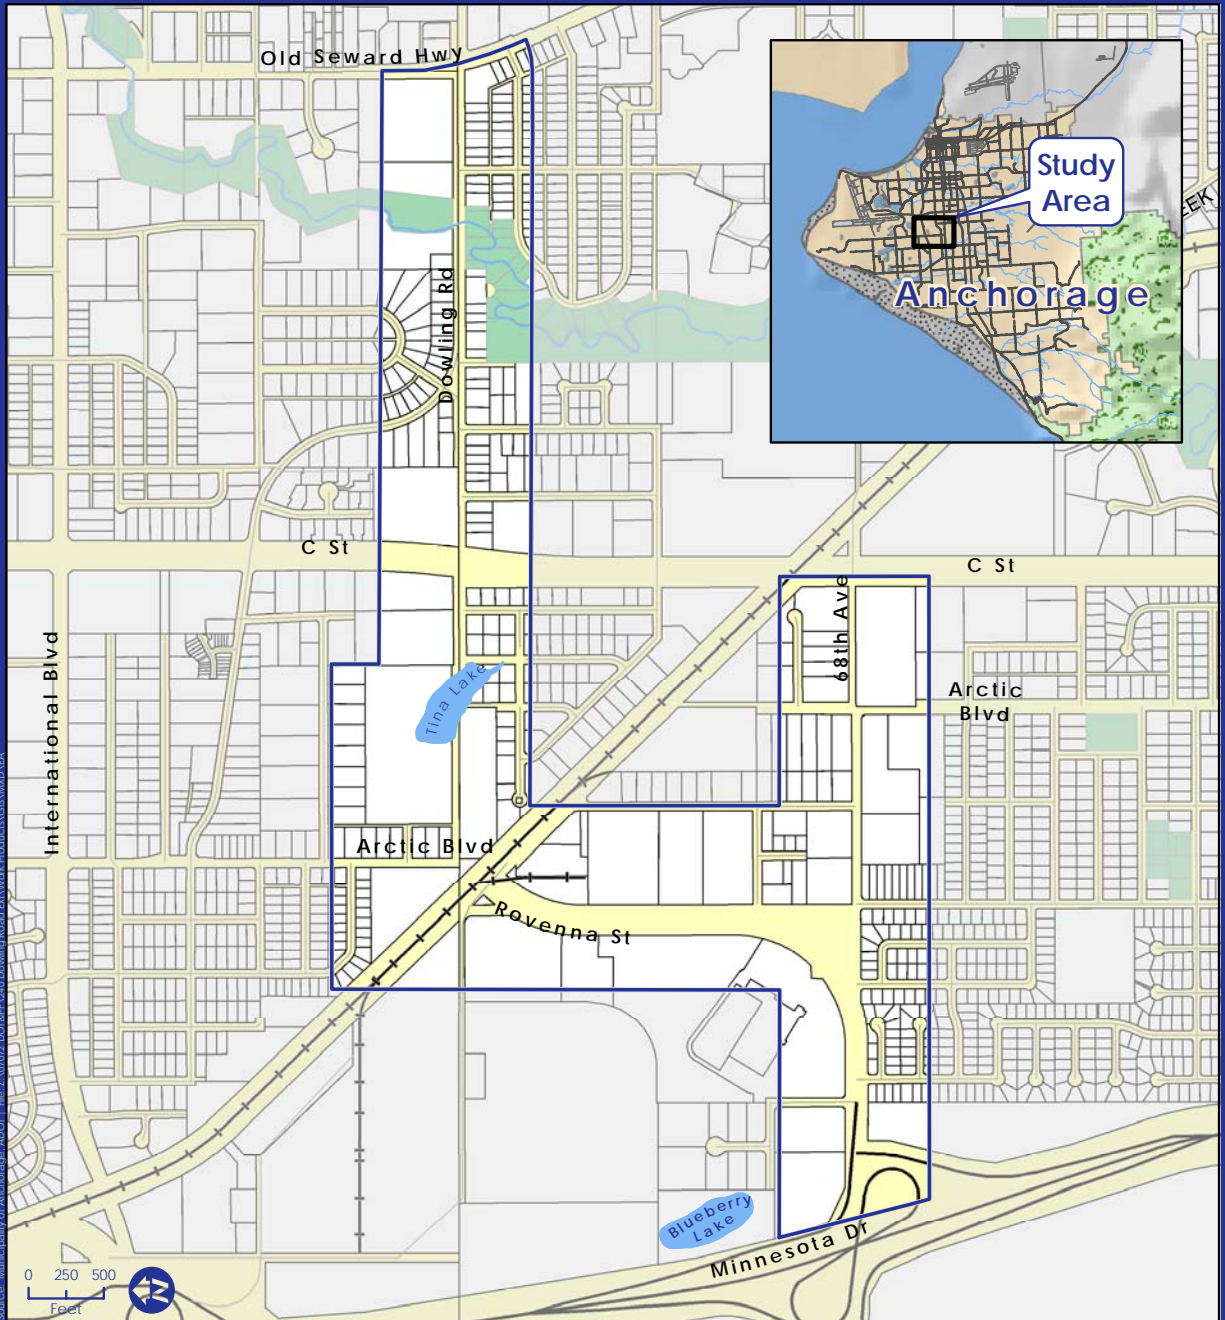 Old Seward Hwy
Study
Area
EEK
Anchorage
Dowling Rd
C St
C St
68th Ave
International Blvd
Tina Lake
Arctic
Blvd
Arctic Blvd
Rovenna St
Blueberry
Lake
Minnesota Dr
0 250 500
Feet
N